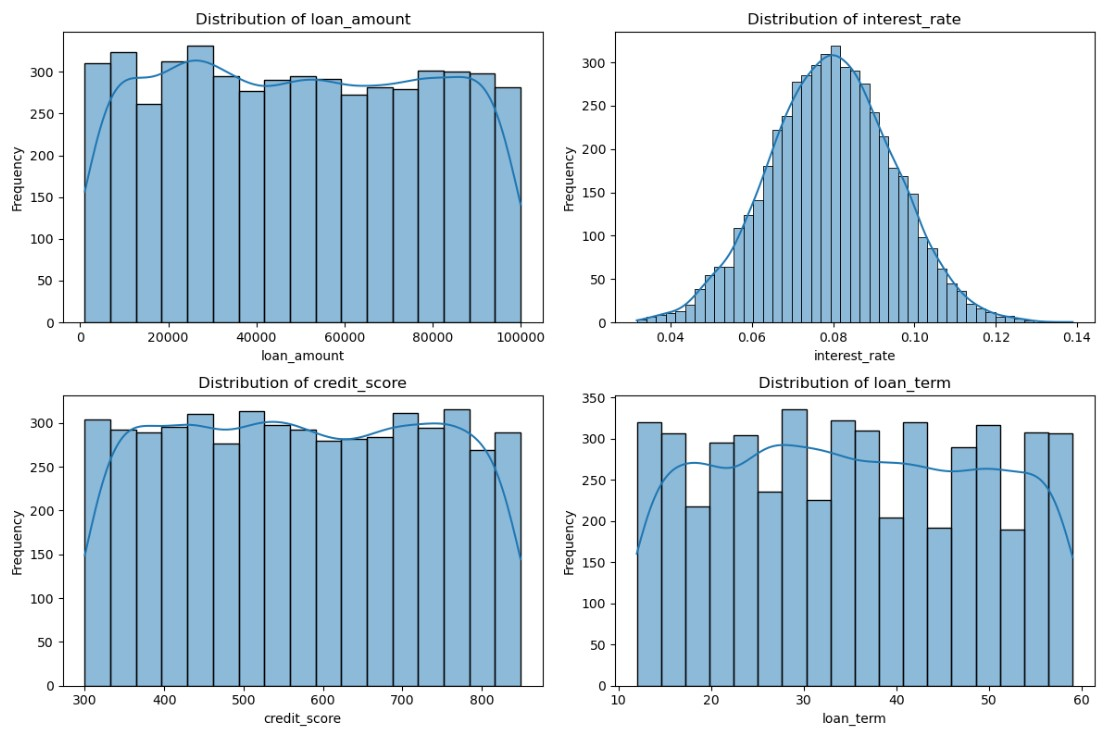 Distribution of loan_amount
Frequency
300
250
200
150
100
50
0
0 20000 40000 60000 80000 100000
loan_amount
Distribution of interest_rate
Frequency
300
250
200
150
100
50
0
0.04 0.06 0.08 0.10 0.12 0.14
interest_rate
Distribution of credit_score
Frequency
300
250
200
150
100
50
0
300 400 500 600 700 800
credit_score
Distribution of loan_term
Frequency
350
300
250
200
150
100
50
0
10 20 30 40 50 60
loan_term